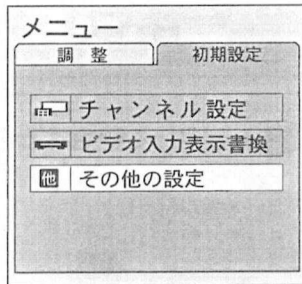 メニュー
調 整 初期設定
チャンネル設定
ビデオ入力表示書換
他 その他の設定